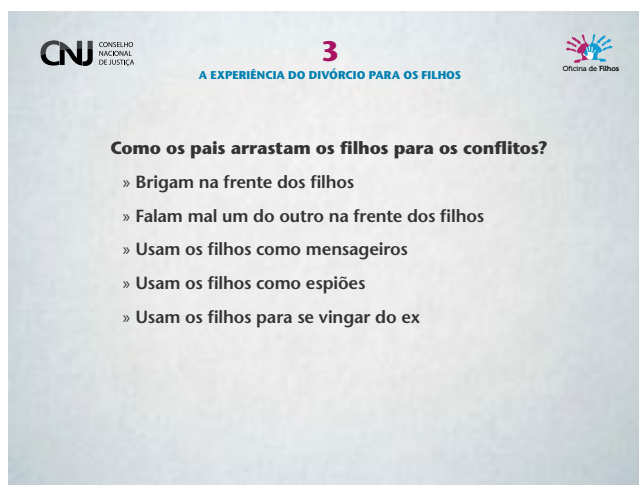 CNJ
CONSELHO
NACIONAL
DE JUSTIÇA
3
A EXPERIÊNCIA DO DIVÓRCIO PARA OS FILHOS
Oficina de Filhos
Como os pais arrastam os filhos para os conflitos?
» Brigam na frente dos filhos
» Falam mal um do outro na frente dos filhos
» Usam os filhos como mensageiros
» Usam os filhos como espiões
» Usam os filhos para se vingar do ex